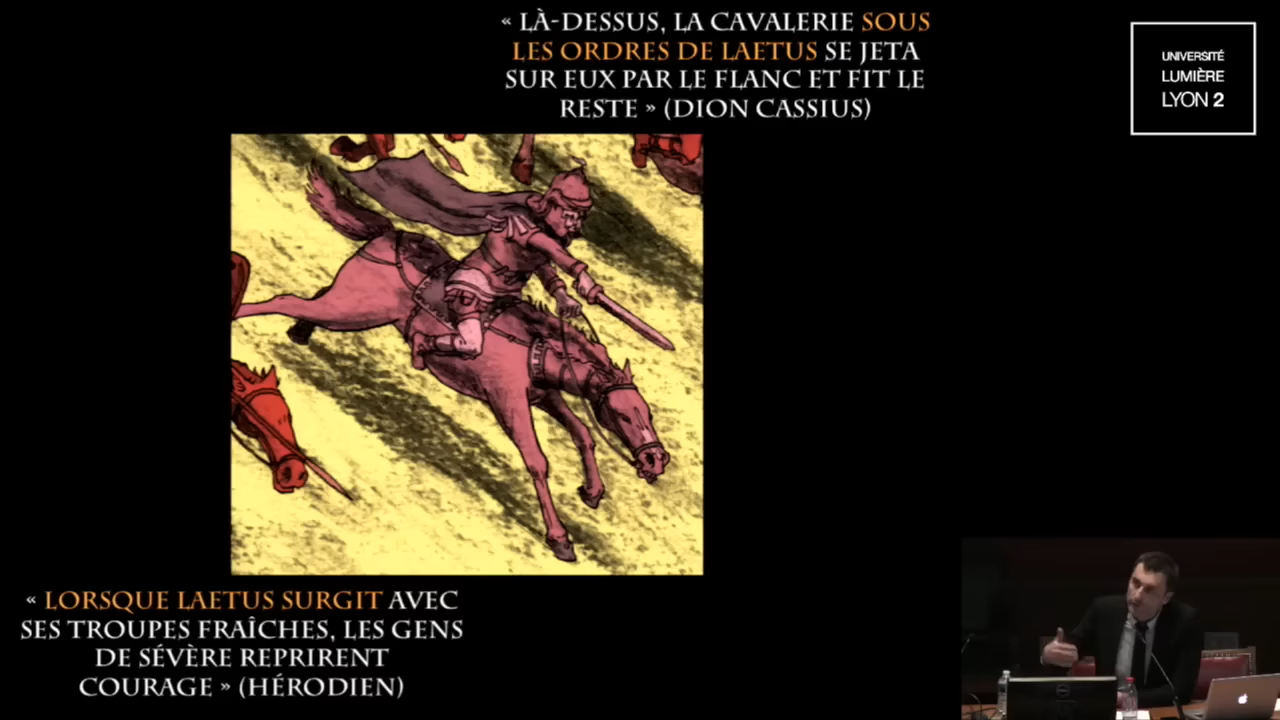 « LÀ-DESSUS, LA CAVALERIE SOUS
LES ORDRES DE LAETUS SE JETA
SUR EUX PAR LE FLANC ET FIT LE
RESTE » (DION CASSIUS)
UNIVERSITÉ
LUMIÈRE
LYON 2
« LORSQUE LAETUS SURGIT AVEC
SES TROUPES FRAÎCHES, LES GENS
DE SÉVÈRE REPRIRENT
COURAGE » (HÉRODIEN)